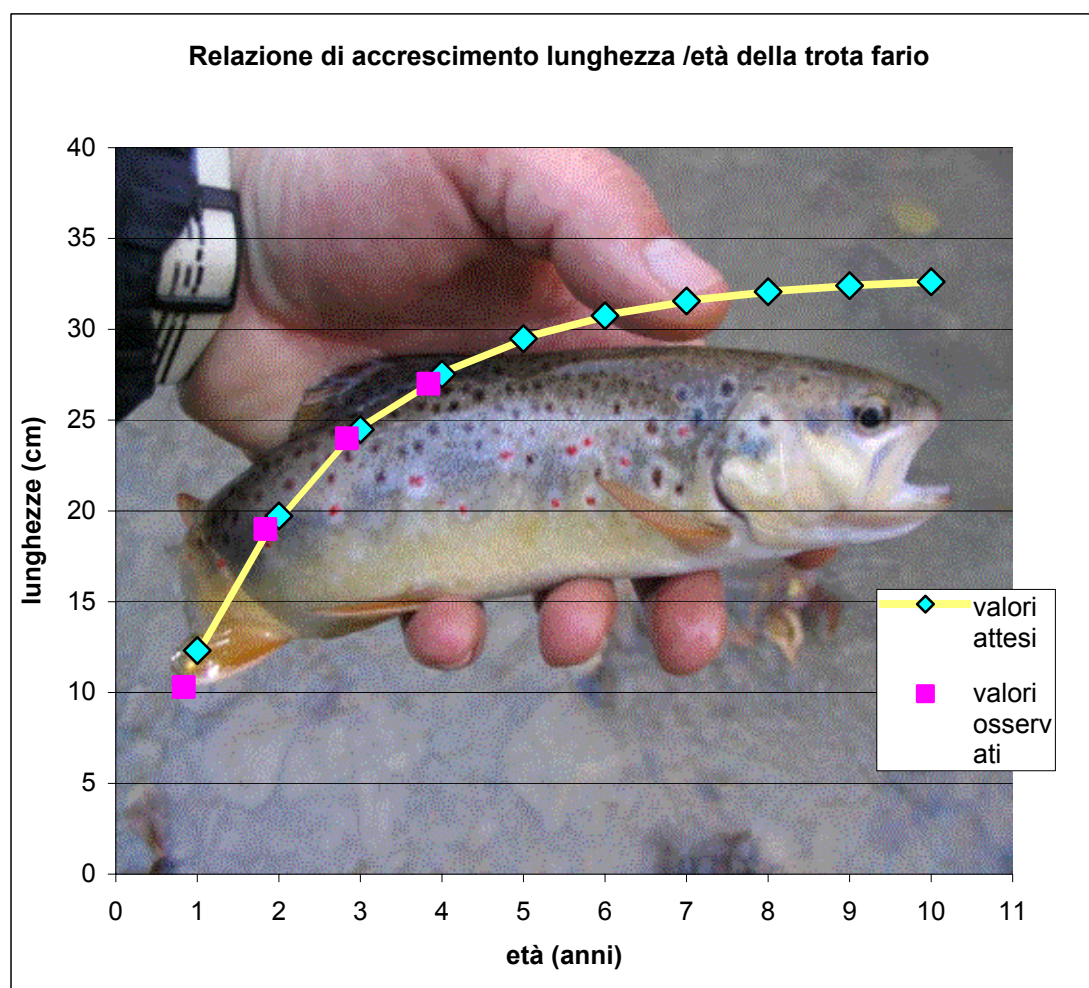 Relazione di accrescimento lunghezza /età della trota fario
40
35
30
25
20
15
10
5
0
lunghezze (cm)
0 1 2 3 4 5 6 7 8 9 10 11
età (anni)
valori
attesi
valori
osserv
ati